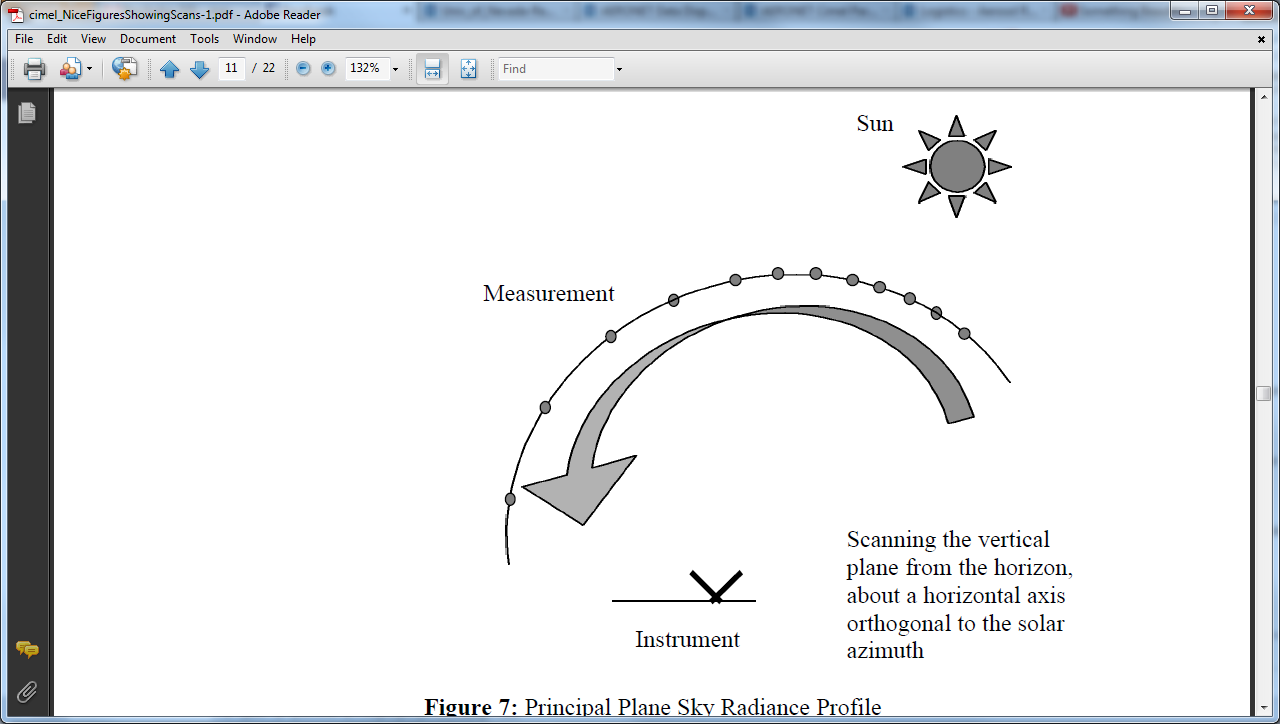 cimel_NiceFiguresShowingScans-1.pdf - Adobe Reader
File Edit View Document Tools Window Help
11 / 22 132% Find
Sun
Measurement
Scanning the vertical
plane from the horizon,
about a horizontal axis
orthogonal to the solar
azimuth
Instrument
Figure 7: Principal Plane Sky Radiance Profile